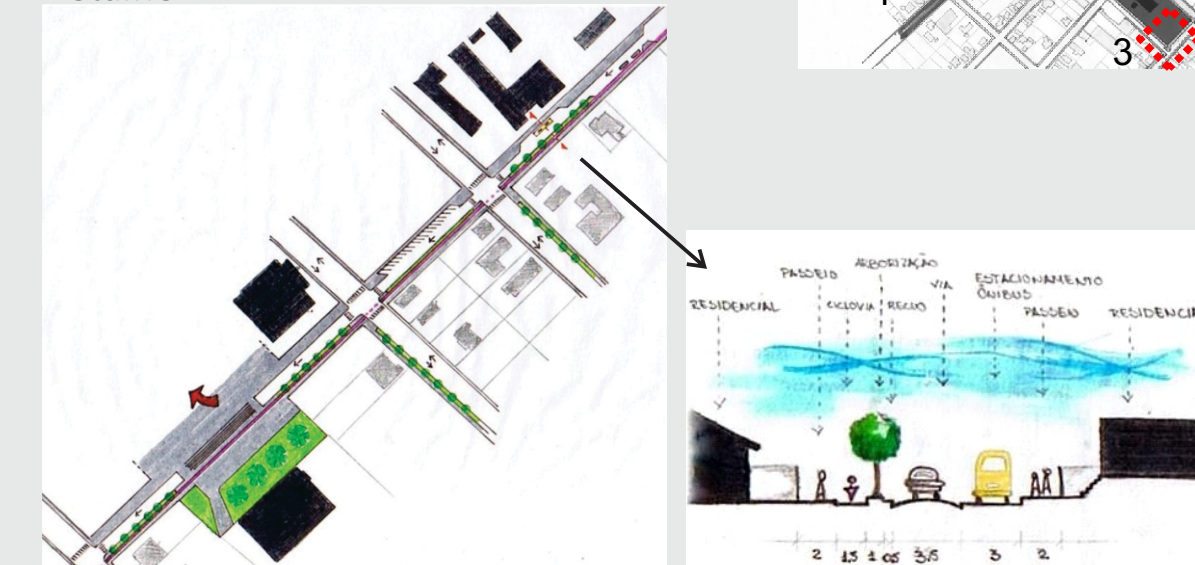 3
ARBORIZAÇÃO
PASSEIO
VIA
ESTACIONAMENTO
ÔNIBUS
RESIDENCIAL
CICLOVIA
RECUO
PASSEIO
RESIDENCIA
2 1.5 1 0.5 3.5 3 2